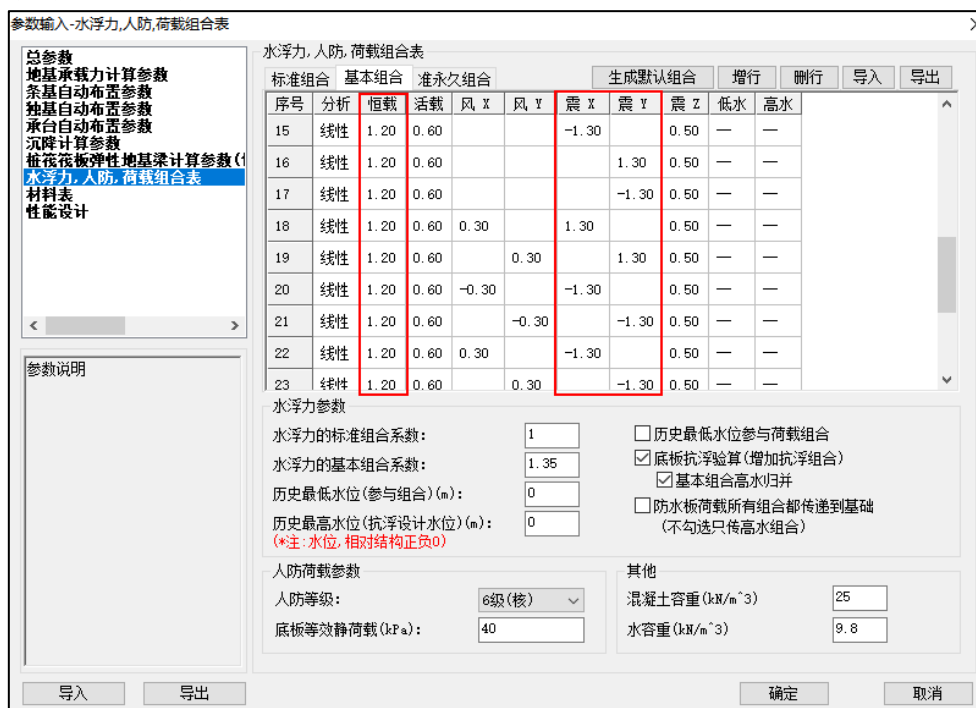 参数输入-水浮力,人防,荷载组合表
总参数
地基承载力计算参数
条基自动布置参数
独基自动布置参数
承台自动布置参数
沉降计算参数
桩筏筏板弹性地基梁计算参数(
水浮力,人防,荷载组合表
材料表
性能设计
参数说明
导入 导出
水浮力,人防,荷载组合表
标准组合 基本组合 准永久组合 生成默认组合 增行 删行 导入 导出
序号 分析 恒载 活载 风 X 风 Y 震 X 震 Y 震 Z 低水 高水
15 线性 1.20 0.60 -1.30 0.50 — —
16 线性 1.20 0.60 1.30 0.50 — —
17 线性 1.20 0.60 -1.30 0.50 — —
18 线性 1.20 0.60 0.30 1.30 0.50 — —
19 线性 1.20 0.60 0.30 1.30 0.50 — —
20 线性 1.20 0.60 -0.30 -1.30 0.50 — —
21 线性 1.20 0.60 -0.30 -1.30 0.50 — —
22 线性 1.20 0.60 0.30 -1.30 0.50 — —
23 线性 1.20 0.60 0.30 -1.30 0.50 — —
水浮力参数
水浮力的标准组合系数: 1
水浮力的基本组合系数: 1.35
历史最低水位(参与组合)(m): 0
历史最高水位(抗浮设计水位)(m): 0
(*注:水位,相对结构正负0)
历史最低水位参与荷载组合
底板抗浮验算(增加抗浮组合)
基本组合高水归并
防水板荷载所有组合都传递到基础
(不勾选只传高水组合)
人防荷载参数
人防等级: 6级(核)
底板等效静荷载(kPa): 40
其他
混凝土容重(kN/m^3) 25
水容重(kN/m^3) 9.8
确定 取消